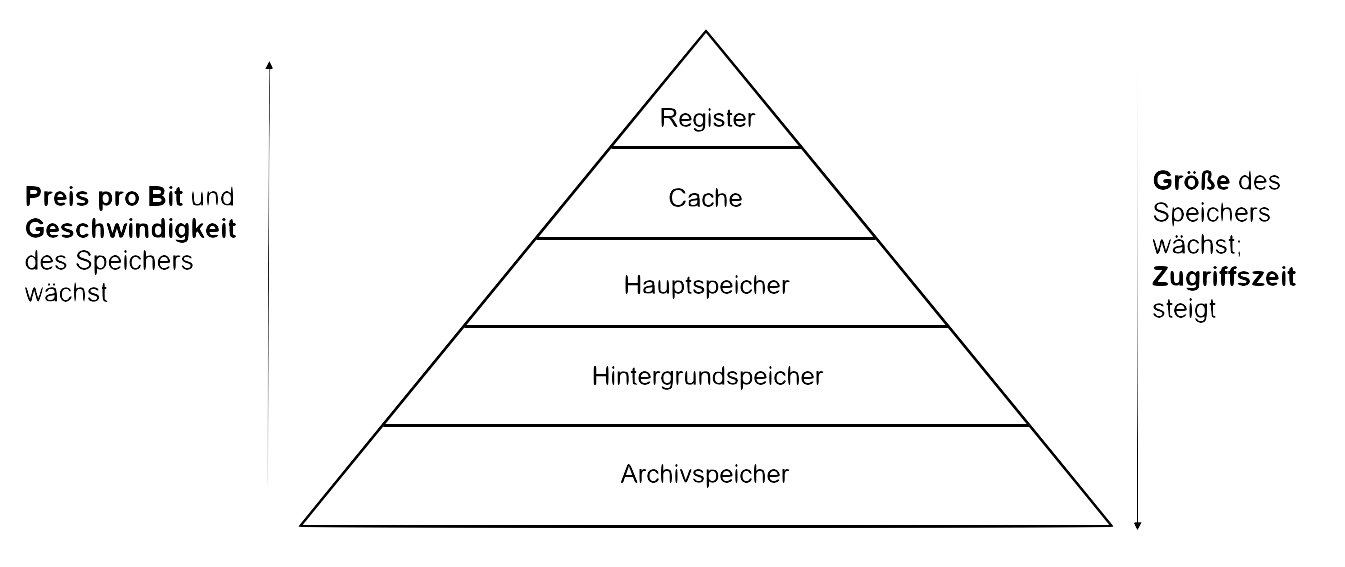 Register
Cache
Hauptspeicher
Hintergrundspeicher
Archivspeicher
Preis pro Bit und
Geschwindigkeit
des Speichers
wächst
Größe des
Speichers
wächst;
Zugriffszeit
steigt